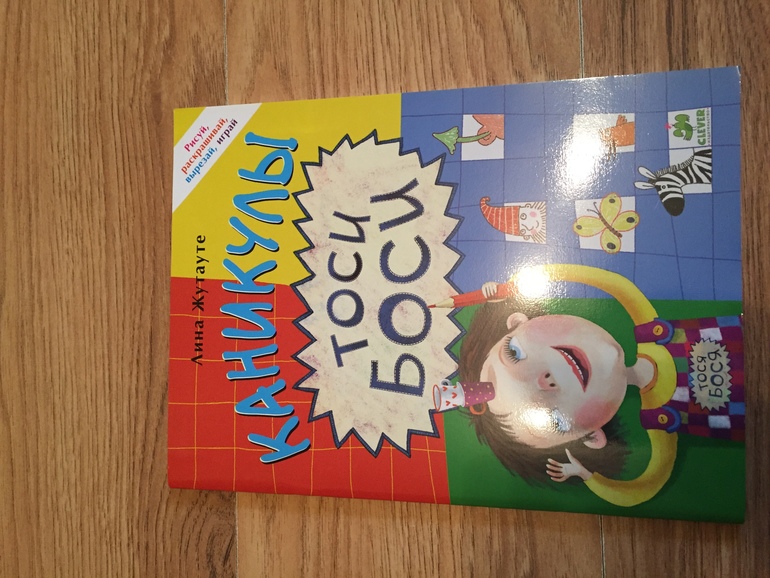 Лина Жутауте
Рисуй,
раскрашивай,
вырезай, играй
КАНИКУЛЫ
ТОСИ
БОСИ
CLEVER
ТОСЯ
БОСЯ